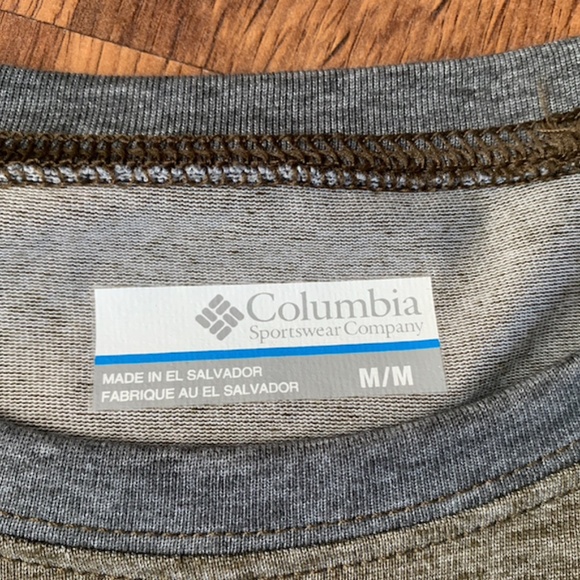 Columbia
Sportswear Company
MADE IN EL SALVADOR
FABRIQUE AU EL SALVADOR
M/M